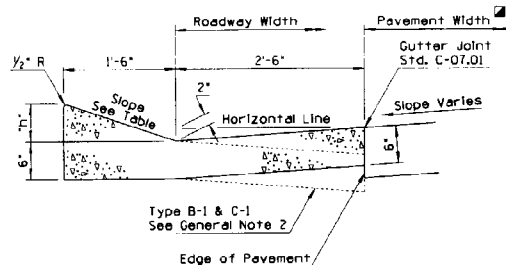 Roadway Width
Pavement Width
Gutter Joint
Std. C-07.01
1/2" R
1'-6"
2'-6"
2"
Slope
See Table
Horizontal Line
Slope Varies
"h"
6"
6"
Type B-1 & C-1
See General Note 2
Edge of Pavement